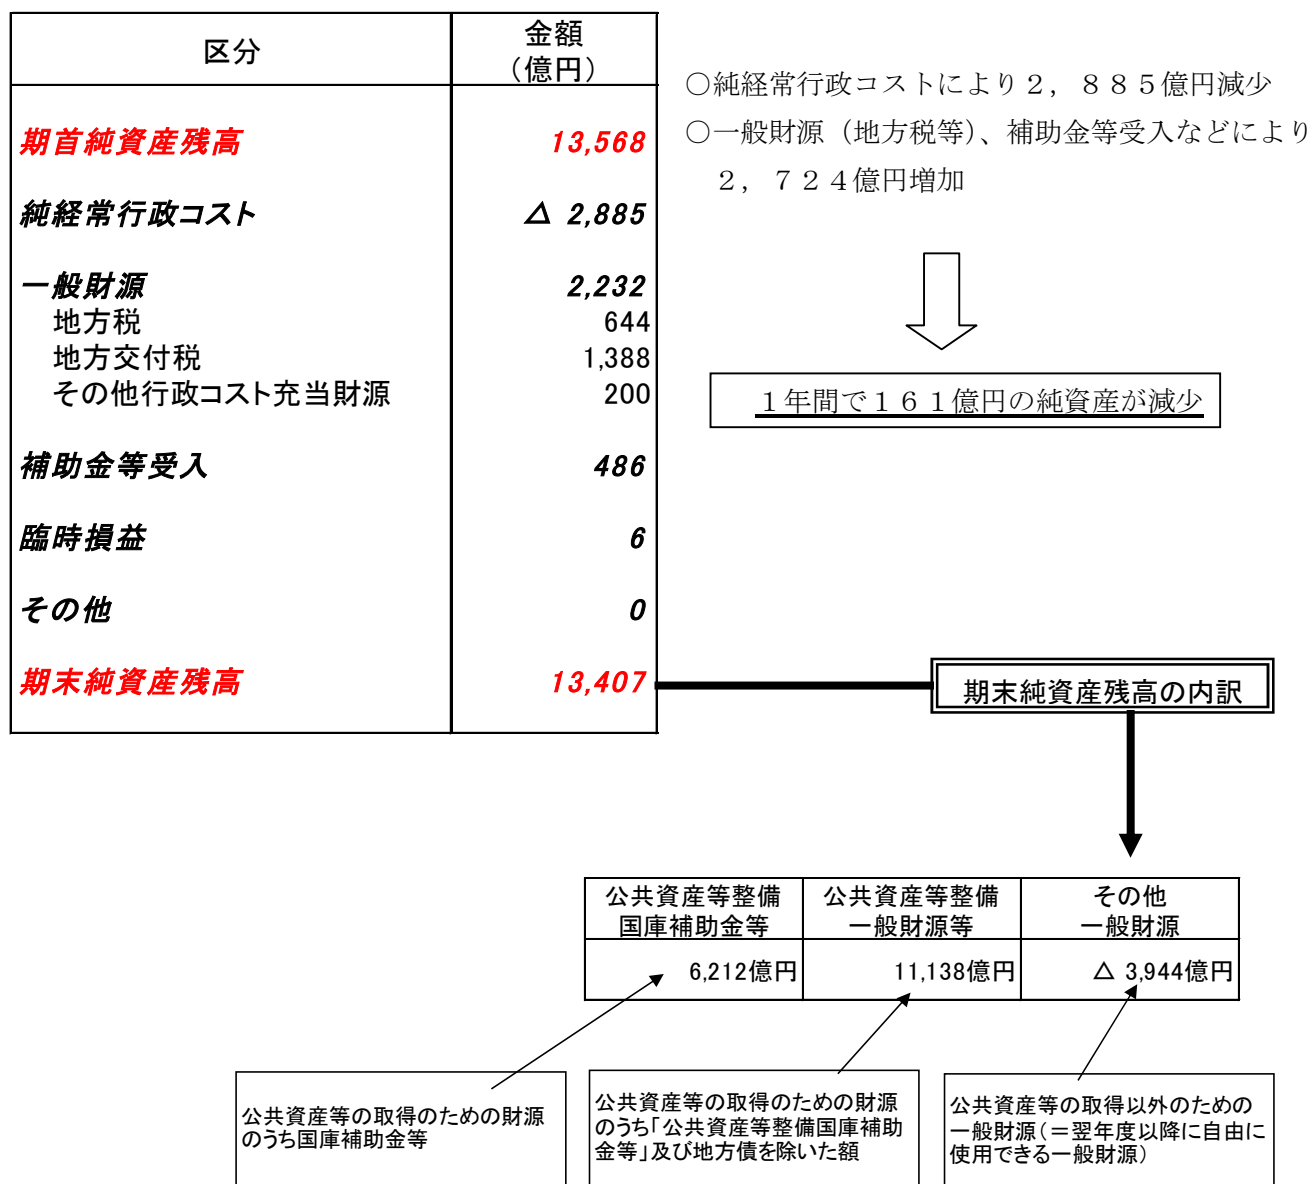 区分
金額
（億円）
期首純資産残高 13,568
純経常行政コスト △ 2,885
一般財源 2,232
地方税 644
地方交付税 1,388
その他行政コスト充当財源 200
補助金等受入 486
臨時損益 6
その他 0
期末純資産残高 13,407
○純経常行政コストにより２，８８５億円減少
○一般財源（地方税等）、補助金等受入などにより
２，７２４億円増加
１年間で１６１億円の純資産が減少
期末純資産残高の内訳
公共資産等整備
国庫補助金等
公共資産等整備
一般財源等
その他
一般財源
6,212億円
11,138億円
△ 3,944億円
公共資産等の取得のための財源
のうち国庫補助金等
公共資産等の取得のための財源
のうち「公共資産等整備国庫補助
金等」及び地方債を除いた額
公共資産等の取得以外のための
一般財源（＝翌年度以降に自由に
使用できる一般財源）